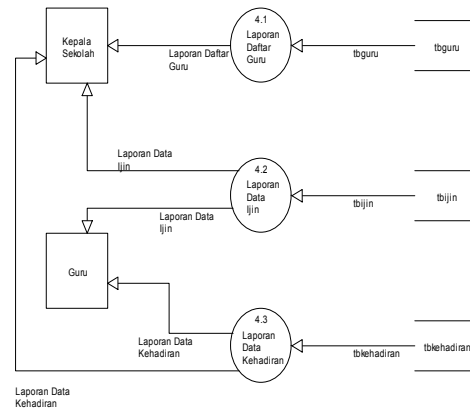 Kepala
Sekolah
Laporan Daftar
Guru
4.1
Laporan
Daftar
Guru
tbguru
tbguru
Laporan Data
Ijin
4.2
Laporan
Data
Ijin
tbijin
tbijin
Laporan Data
Ijin
Guru
Laporan Data
Kehadiran
4.3
Laporan
Data
Kehadiran
tbkehadiran
tbkehadiran
Laporan Data
Kehadiran